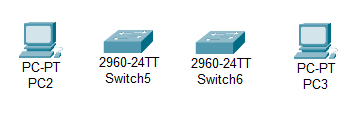 PC-PT
PC2
2960-24TT
Switch5
2960-24TT
Switch6
PC-PT
PC3